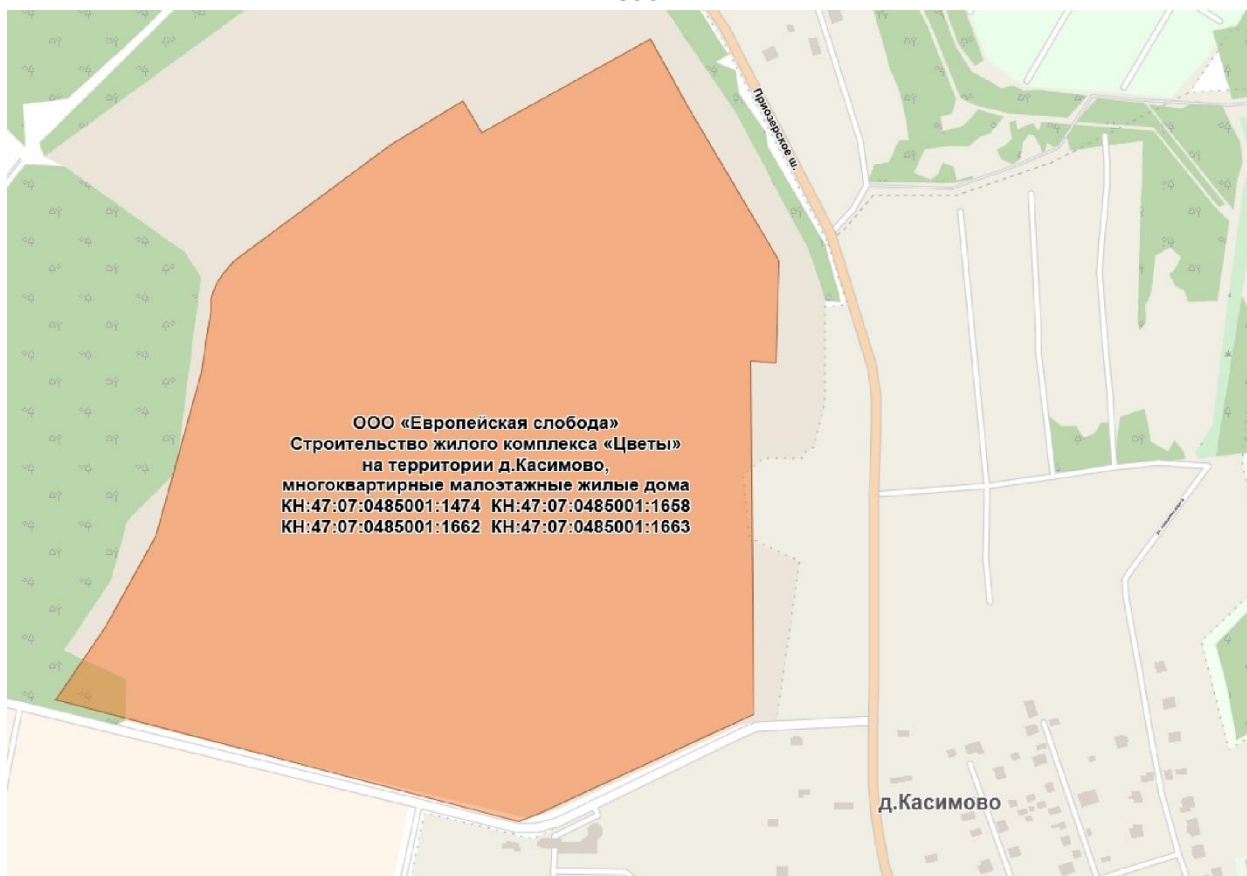 Приозерское ш.
ООО «Европейская слобода»
Строительство жилого комплекса «Цветы»
на территории д.Касимово,
многоквартирные малоэтажные жилые дома
КН:47:07:0485001:1474 КН:47:07:0485001:1658
КН:47:07:0485001:1662 КН:47:07:0485001:1663
д.Касимово